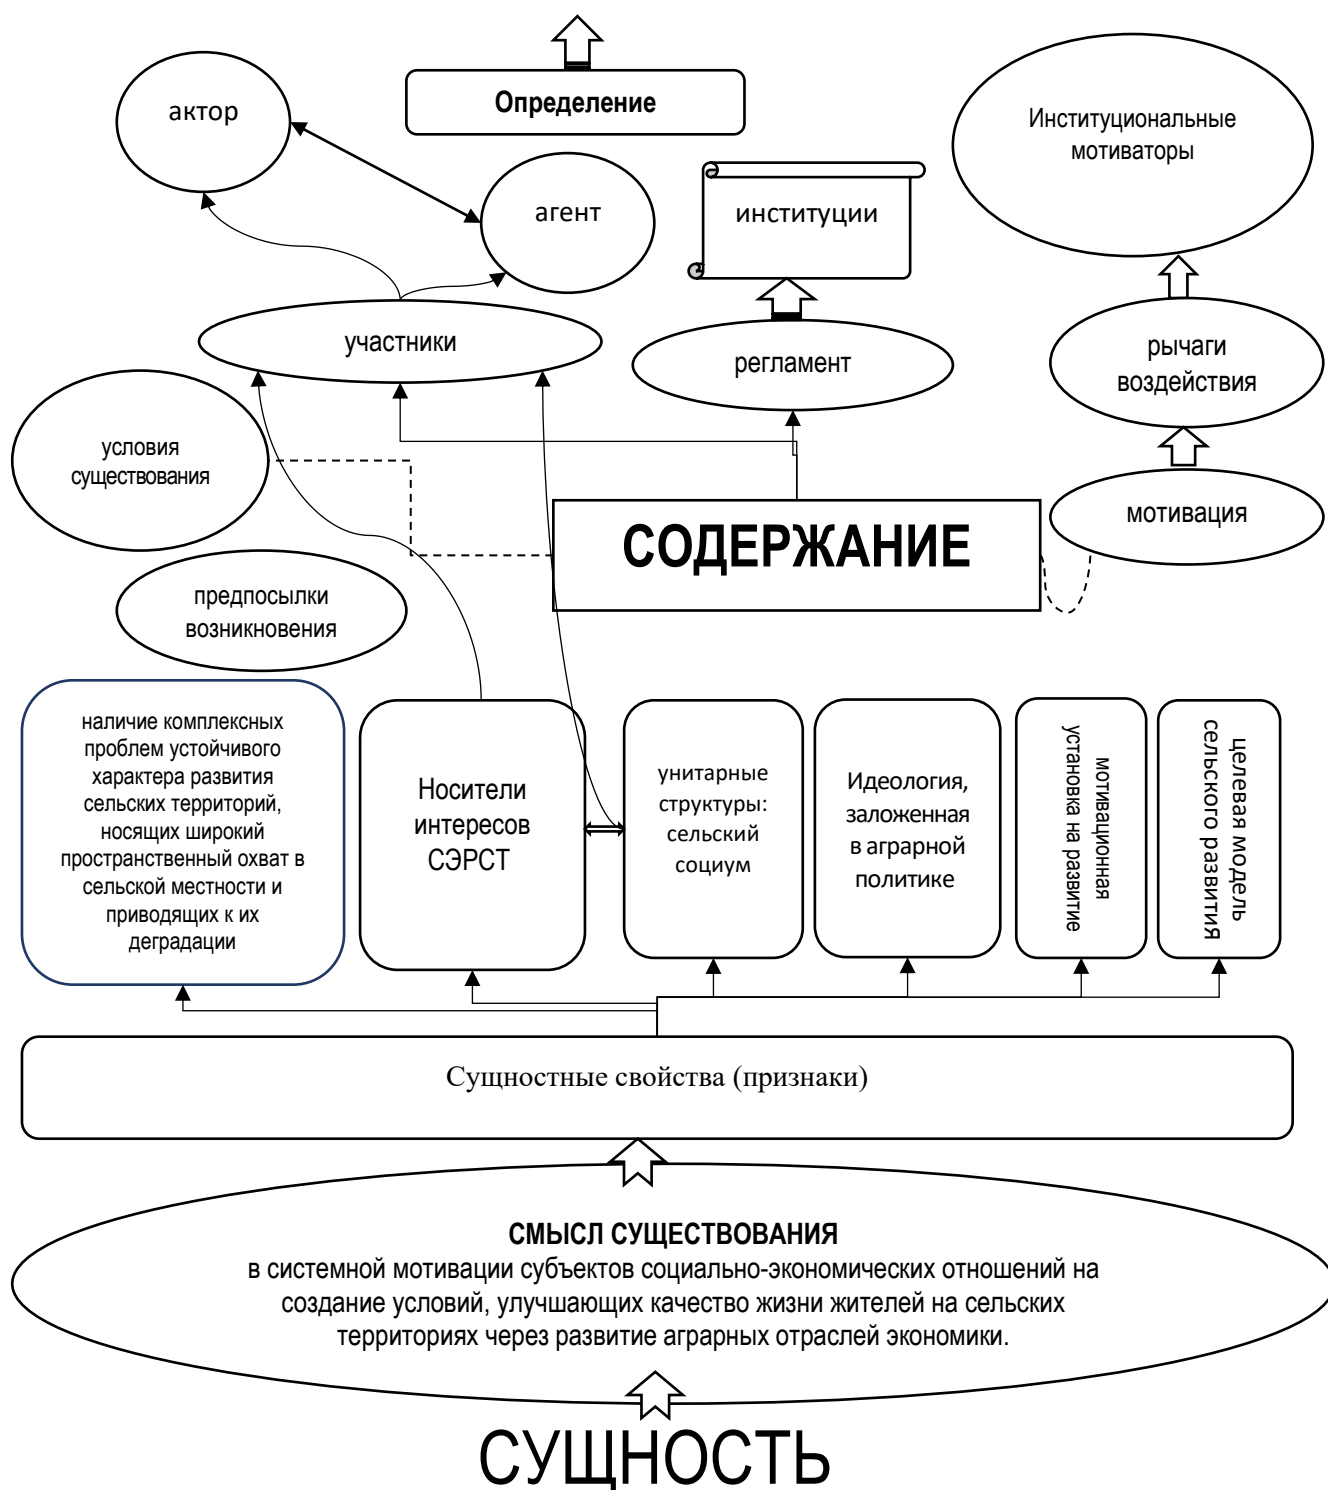 Определение
актор
Институциональные
мотиваторы
агент
институции
участники
регламент
рычаги
воздействия
условия
существования
мотивация
СОДЕРЖАНИЕ
предпосылки
возникновения
наличие комплексных
проблем устойчивого
характера развития
сельских территорий,
носящих широкий
пространственный охват в
сельской местности и
приводящих к их
деградации
Носители
интересов
СЭРСТ
унитарные
структуры:
сельский
социум
Идеология,
заложенная
в аграрной
политике
мотивационная
установка на развитие
целевая модель
сельского развития
Сущностные свойства (признаки)
СМЫСЛ СУЩЕСТВОВАНИЯ
в системной мотивации субъектов социально-экономических отношений на
создание условий, улучшающих качество жизни жителей на сельских
территориях через развитие аграрных отраслей экономики.
СУЩНОСТЬ